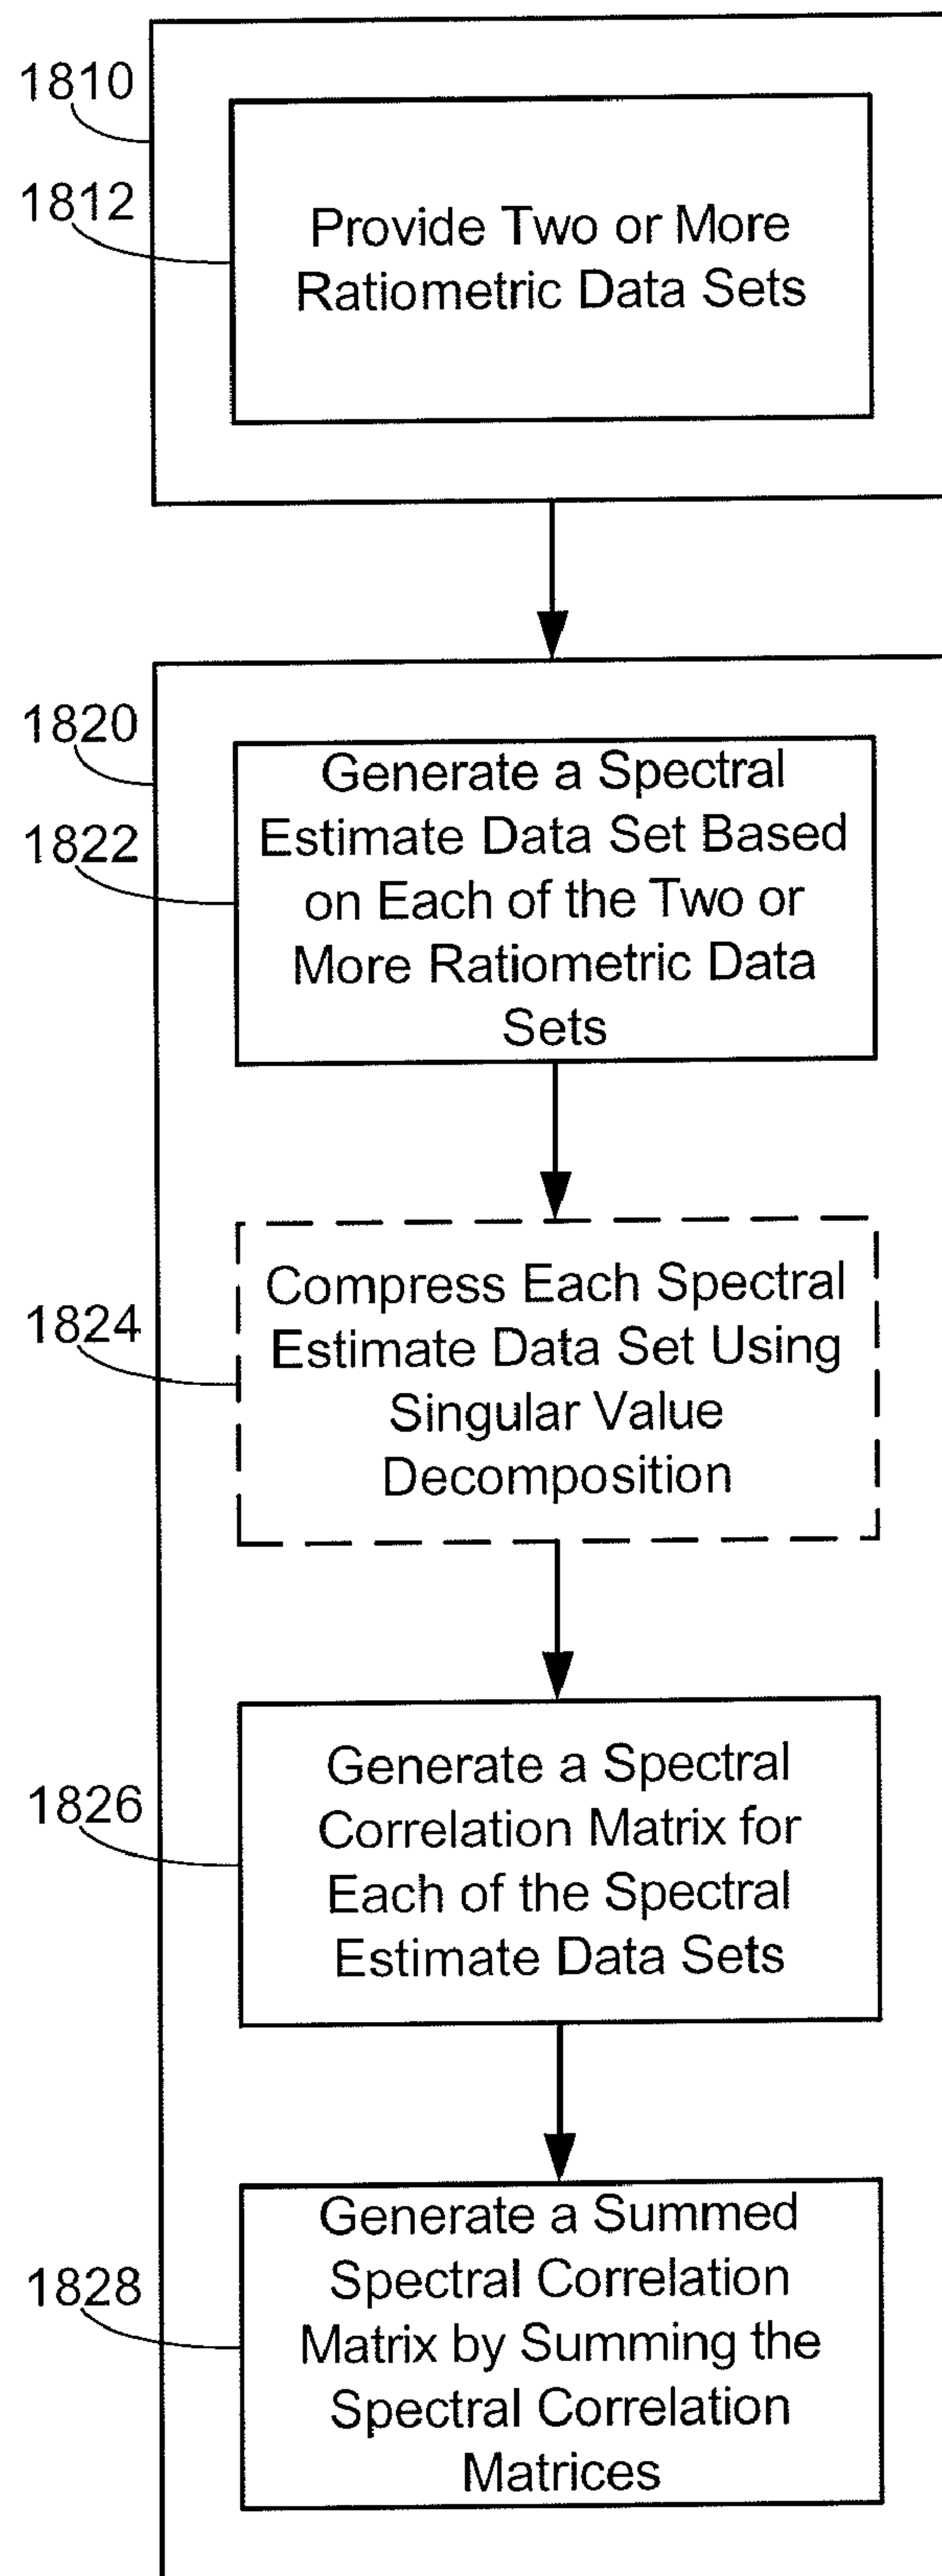 1810
1812
Provide Two or More
Ratiometric Data Sets
1820
1822
Generate a Spectral
Estimate Data Set Based
on Each of the Two or
More Ratiometric Data
Sets
1824
Compress Each Spectral
Estimate Data Set Using
Singular Value
Decomposition
1826
Generate a Spectral
Correlation Matrix for
Each of the Spectral
Estimate Data Sets
1828
Generate a Summed
Spectral Correlation
Matrix by Summing the
Spectral Correlation
Matrices